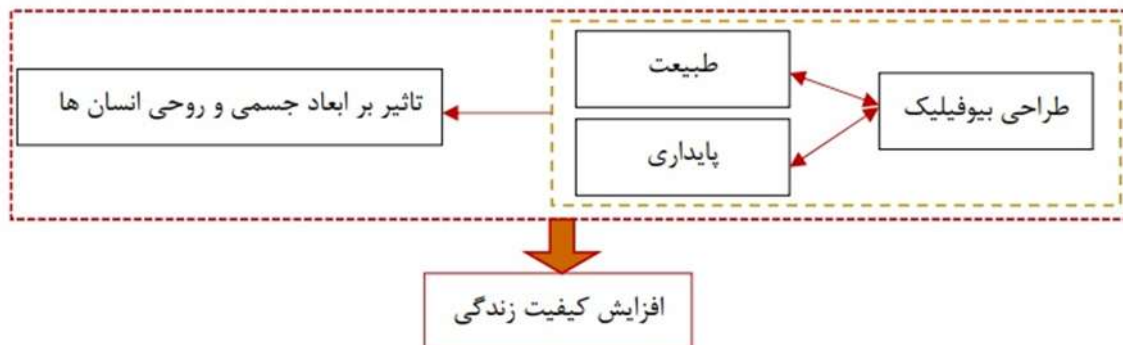 طبیعت
طراحی بیوفیلیک
تاثیر بر ابعاد جسمی و روحی انسان ها
پایداری
افزایش کیفیت زندگی